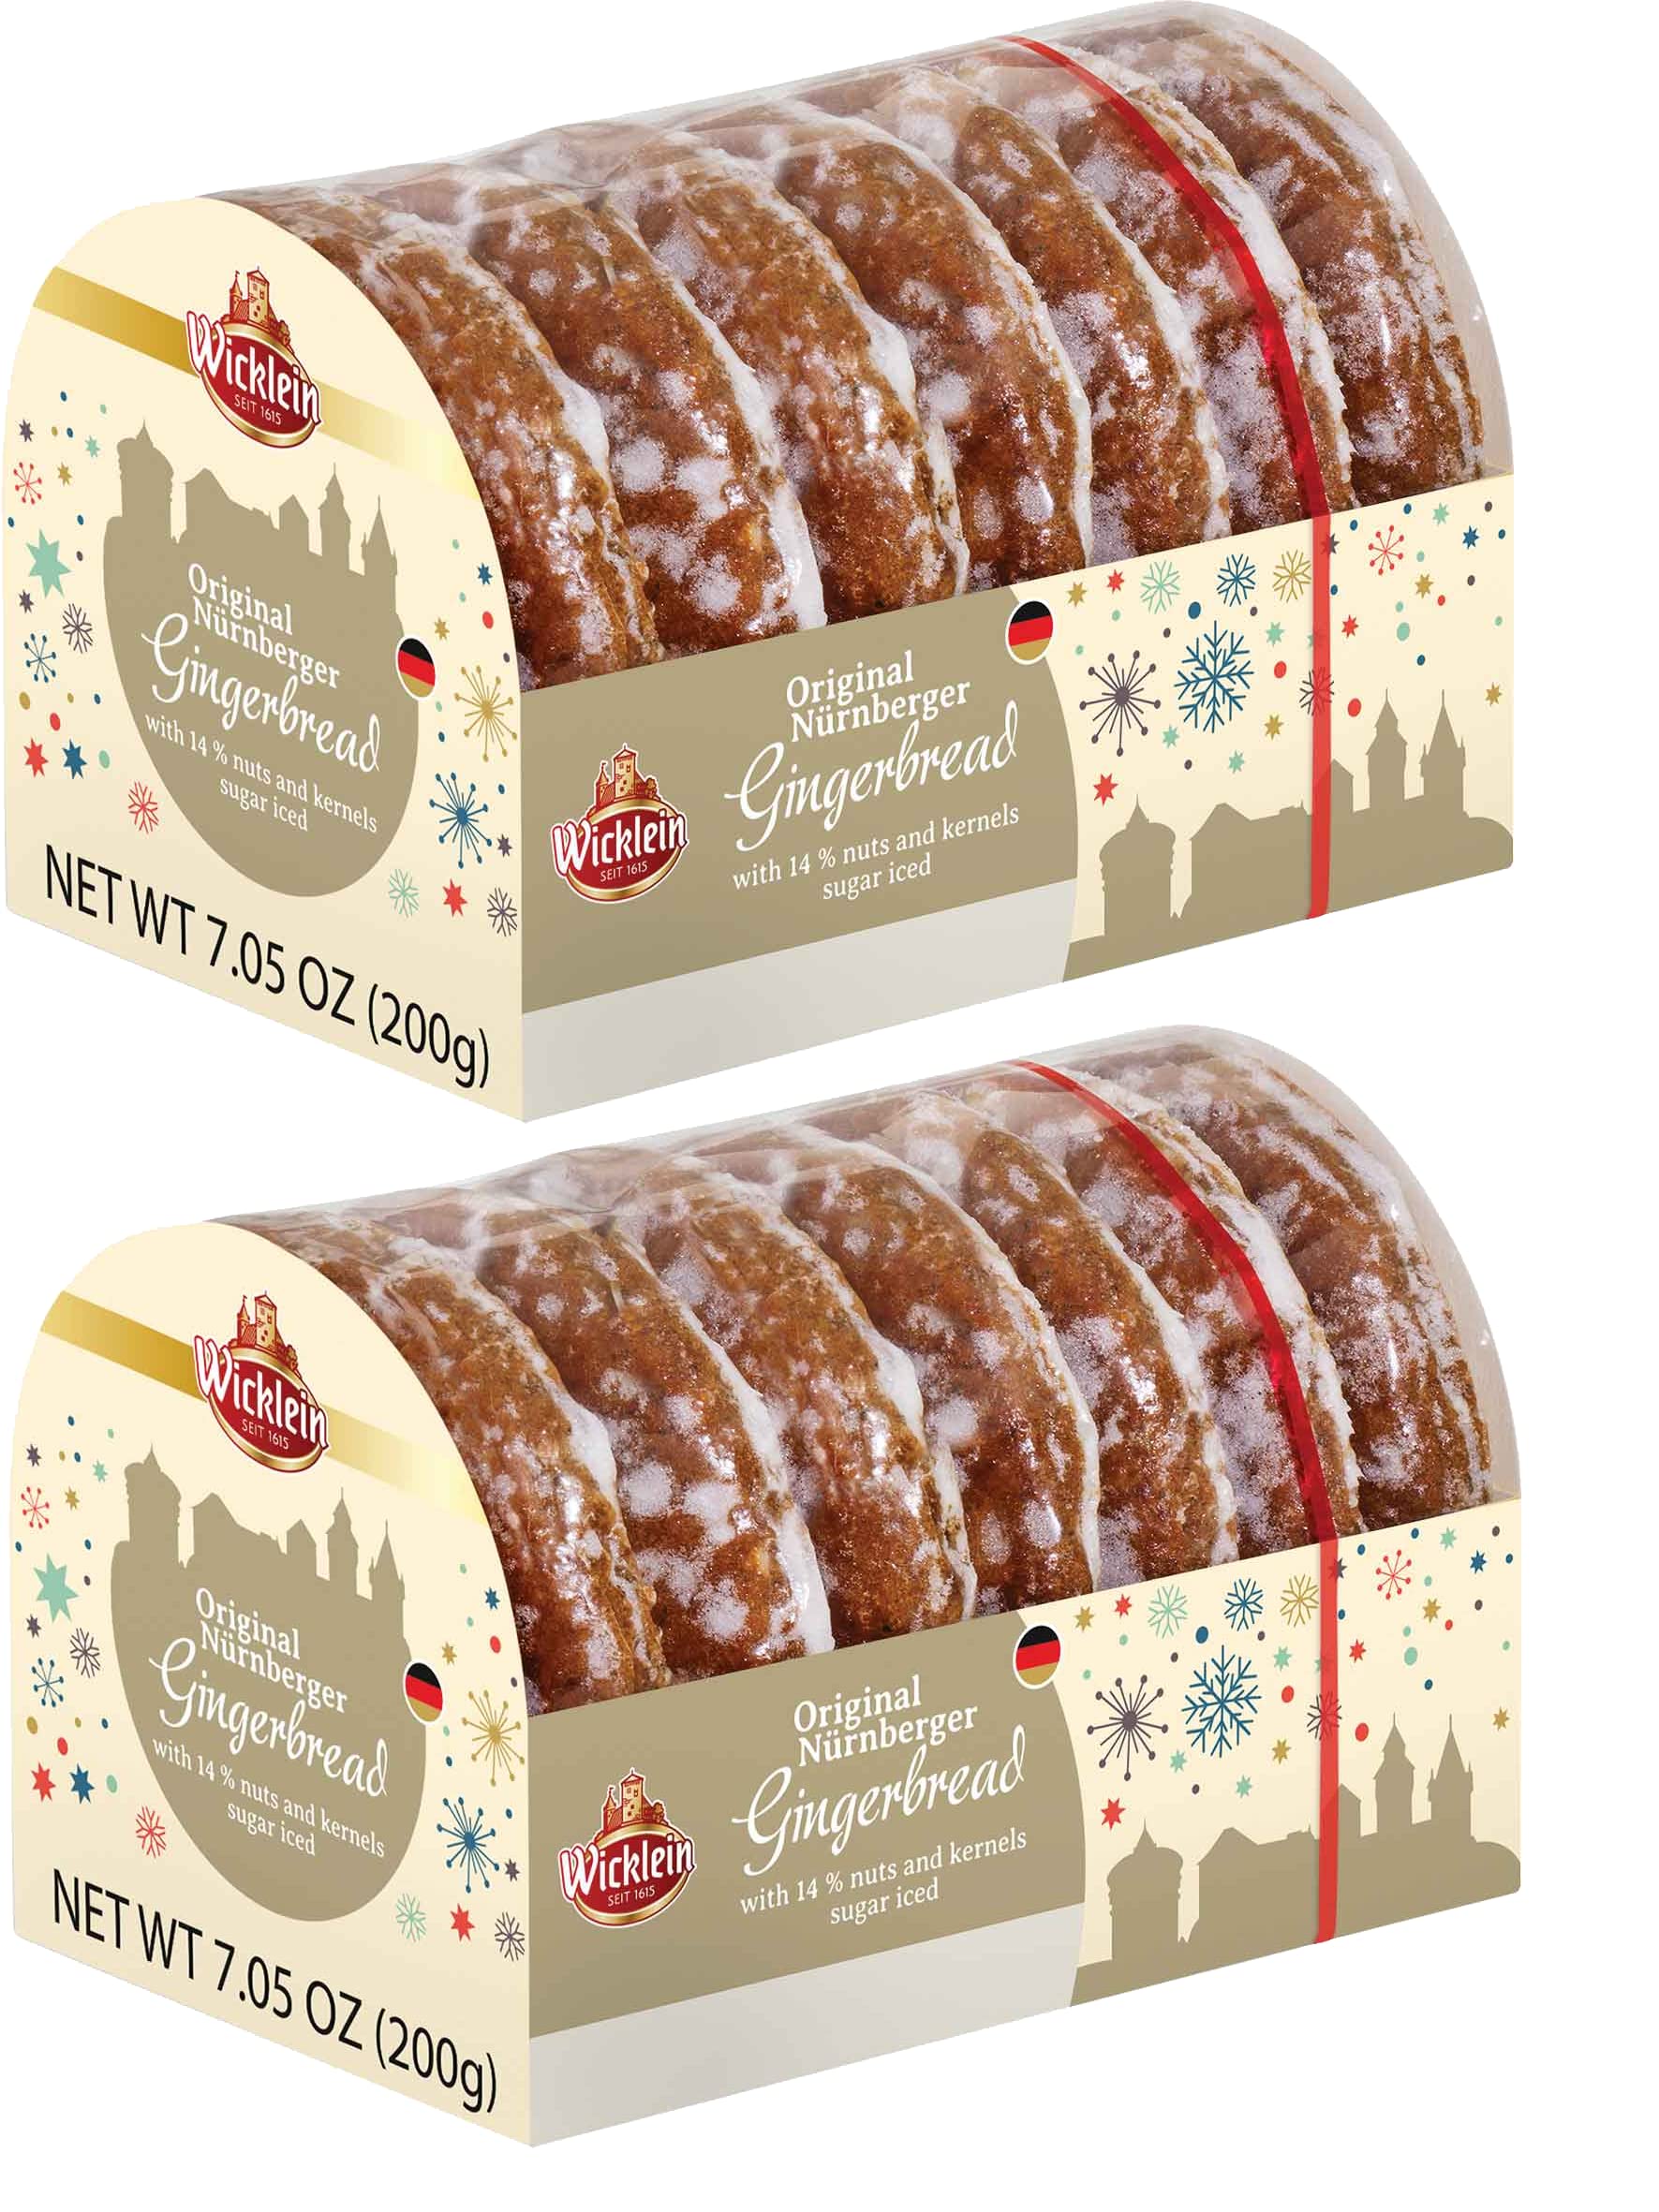 Wicklein
SEIT 1615
Original
Nürnberger
Gingerbread
with 14 % nuts and kernels
sugar iced
NET WT 7.05 OZ (200g)
Original
Nürnberger
Gingerbread
with 14 % nuts and kernels
sugar iced
Wicklein
SEIT 1615
Wicklein
SEIT 1615
Original
Nürnberger
Gingerbread
with 14 % nuts and kernels
sugar iced
NET WT 7.05 OZ (200g)
Original
Nürnberger
Gingerbread
with 14 % nuts and kernels
sugar iced
Wicklein
SEIT 1615